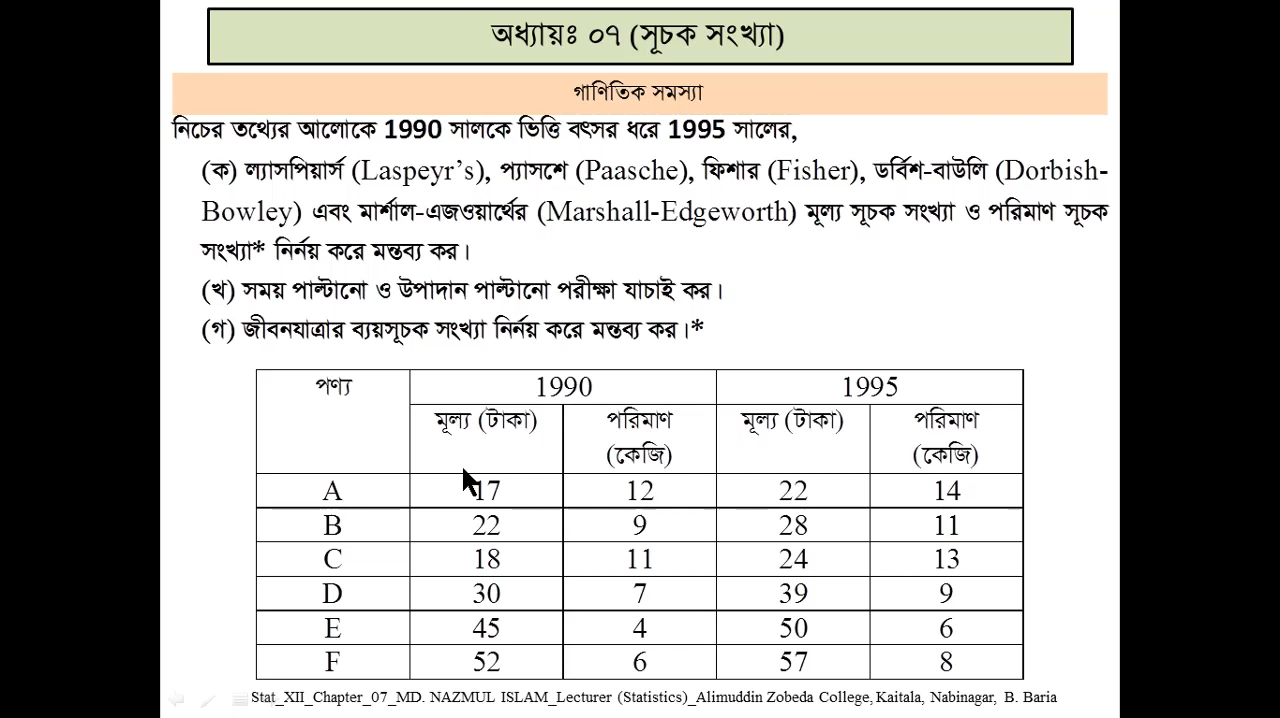 অধ্যায়ঃ ০৭ (সূচক সংখ্যা)
গাণিতিক সমস্যা
নিচের তথ্যের আলোকে 1990 সালকে ভিত্তি বৎসর ধরে 1995 সালের,
(ক) ল্যাসপিয়ার্স (Laspeyr’s), প্যাসশে (Paasche), ফিশার (Fisher), ডর্বিশ-বাউলি (Dorbish-
Bowley) এবং মার্শাল-এজওয়ার্থের (Marshall-Edgeworth) মূল্য সূচক সংখ্যা ও পরিমাণ সূচক
সংখ্যা* নির্নয় করে মন্তব্য কর।
(খ) সময় পাল্টানো ও উপাদান পাল্টানো পরীক্ষা যাচাই কর।
(গ) জীবনযাত্রার ব্যয়সূচক সংখ্যা নির্নয় করে মন্তব্য কর।*
পণ্য 1990 1995
মূল্য (টাকা) পরিমাণ মূল্য (টাকা) পরিমাণ
(কেজি) (কেজি)
A 17 12 22 14
B 22 9 28 11
C 18 11 24 13
D 30 7 39 9
E 45 4 50 6
F 52 6 57 8
Stat_XII_Chapter_07_MD. NAZMUL ISLAM_Lecturer (Statistics)_Alimuddin Zobeda College, Kaitala, Nabinagar, B. Baria